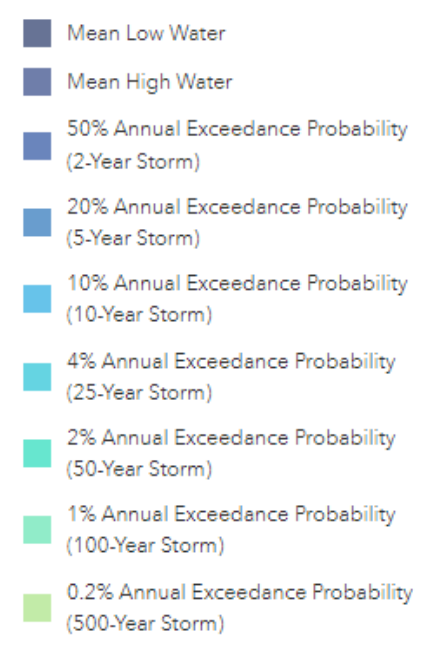 Mean Low Water
Mean High Water
50% Annual Exceedance Probability
(2-Year Storm)
20% Annual Exceedance Probability
(5-Year Storm)
10% Annual Exceedance Probability
(10-Year Storm)
4% Annual Exceedance Probability
(25-Year Storm)
2% Annual Exceedance Probability
(50-Year Storm)
1% Annual Exceedance Probability
(100-Year Storm)
0.2% Annual Exceedance Probability
(500-Year Storm)